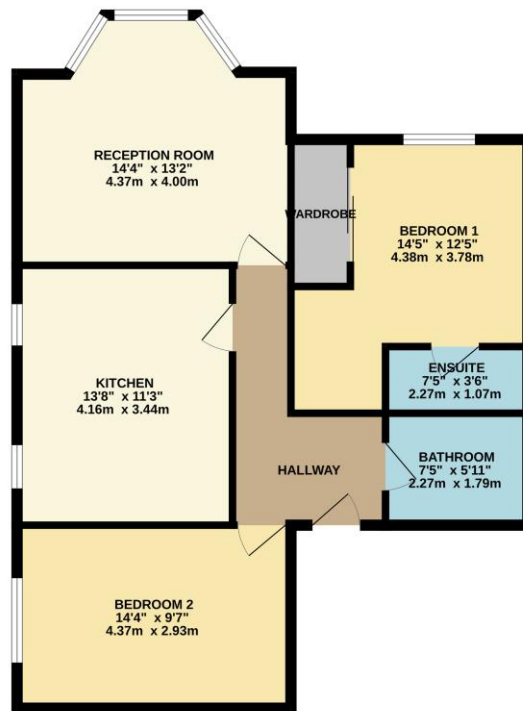 RECEPTION ROOM
14'4" x 13'2"
4.37m x 4.00m
WARDROBE
BEDROOM 1
14'5" x 12'5"
4.38m x 3.78m
KITCHEN
13'8" x 11'3"
4.16m x 3.44m
ENSUITE
7'5" x 3'6"
2.27m x 1.07m
HALLWAY
BATHROOM
7'5" x 5'11"
2.27m x 1.79m
BEDROOM 2
14'4" x 9'7"
4.37m x 2.93m